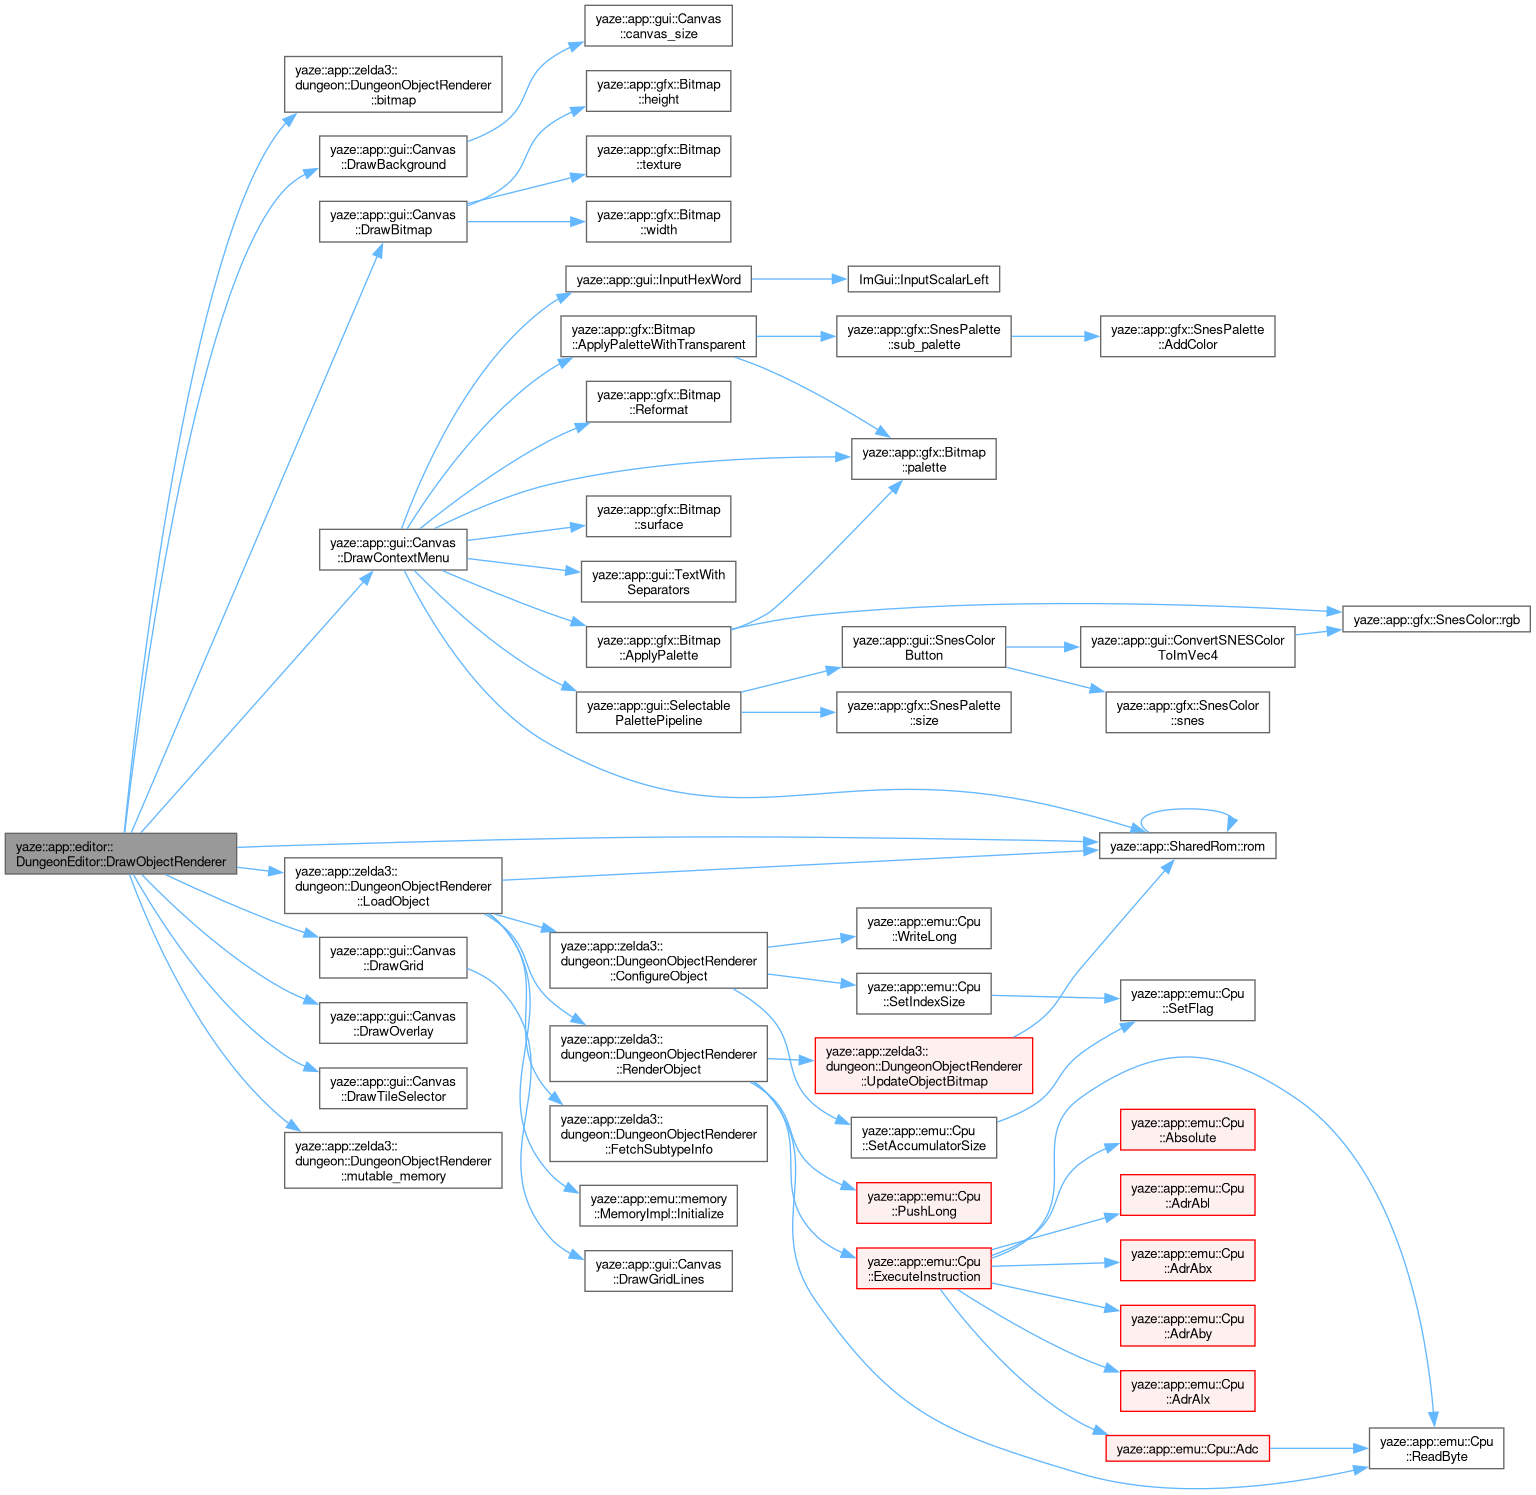 yaze::app::gui::Canvas
::canvas_size
yaze::app::zelda3::
dungeon::DungeonObjectRenderer
::bitmap
yaze::app::gfx::Bitmap
::height
yaze::app::gui::Canvas
::DrawBackground
yaze::app::gfx::Bitmap
::texture
yaze::app::gui::Canvas
::DrawBitmap
yaze::app::gfx::Bitmap
::width
yaze::app::gui::InputHexWord
ImGui::InputScalarLeft
yaze::app::gfx::Bitmap
::ApplyPaletteWithTransparent
yaze::app::gfx::SnesPalette
::sub_palette
yaze::app::gfx::SnesPalette
::AddColor
yaze::app::gfx::Bitmap
::Reformat
yaze::app::gfx::Bitmap
::palette
yaze::app::gfx::Bitmap
::surface
yaze::app::gui::Canvas
::DrawContextMenu
yaze::app::gui::TextWith
Separators
yaze::app::gfx::SnesColor::rgb
yaze::app::gfx::Bitmap
::ApplyPalette
yaze::app::gui::SnesColor
Button
yaze::app::gui::ConvertSNESColor
ToImVec4
yaze::app::gui::Selectable
PalettePipeline
yaze::app::gfx::SnesPalette
::size
yaze::app::gfx::SnesColor
::snes
yaze::app::editor::
DungeonEditor::DrawObjectRenderer
yaze::app::SharedRom::rom
yaze::app::zelda3::
dungeon::DungeonObjectRenderer
::LoadObject
yaze::app::emu::Cpu
::WriteLong
yaze::app::gui::Canvas
::DrawGrid
yaze::app::zelda3::
dungeon::DungeonObjectRenderer
::ConfigureObject
yaze::app::emu::Cpu
::SetIndexSize
yaze::app::emu::Cpu
::SetFlag
yaze::app::gui::Canvas
::DrawOverlay
yaze::app::zelda3::
dungeon::DungeonObjectRenderer
::RenderObject
yaze::app::zelda3::
dungeon::DungeonObjectRenderer
::UpdateObjectBitmap
yaze::app::gui::Canvas
::DrawTileSelector
yaze::app::zelda3::
dungeon::DungeonObjectRenderer
::FetchSubtypeInfo
yaze::app::emu::Cpu
::SetAccumulatorSize
yaze::app::emu::Cpu
::Absolute
yaze::app::zelda3::
dungeon::DungeonObjectRenderer
::mutable_memory
yaze::app::emu::Cpu
::PushLong
yaze::app::emu::Cpu
::AdrAbl
yaze::app::emu::memory
::MemoryImpl::Initialize
yaze::app::emu::Cpu
::ExecuteInstruction
yaze::app::emu::Cpu
::AdrAbx
yaze::app::gui::Canvas
::DrawGridLines
yaze::app::emu::Cpu
::AdrAby
yaze::app::emu::Cpu
::AdrAlx
yaze::app::emu::Cpu::Adc
yaze::app::emu::Cpu
::ReadByte